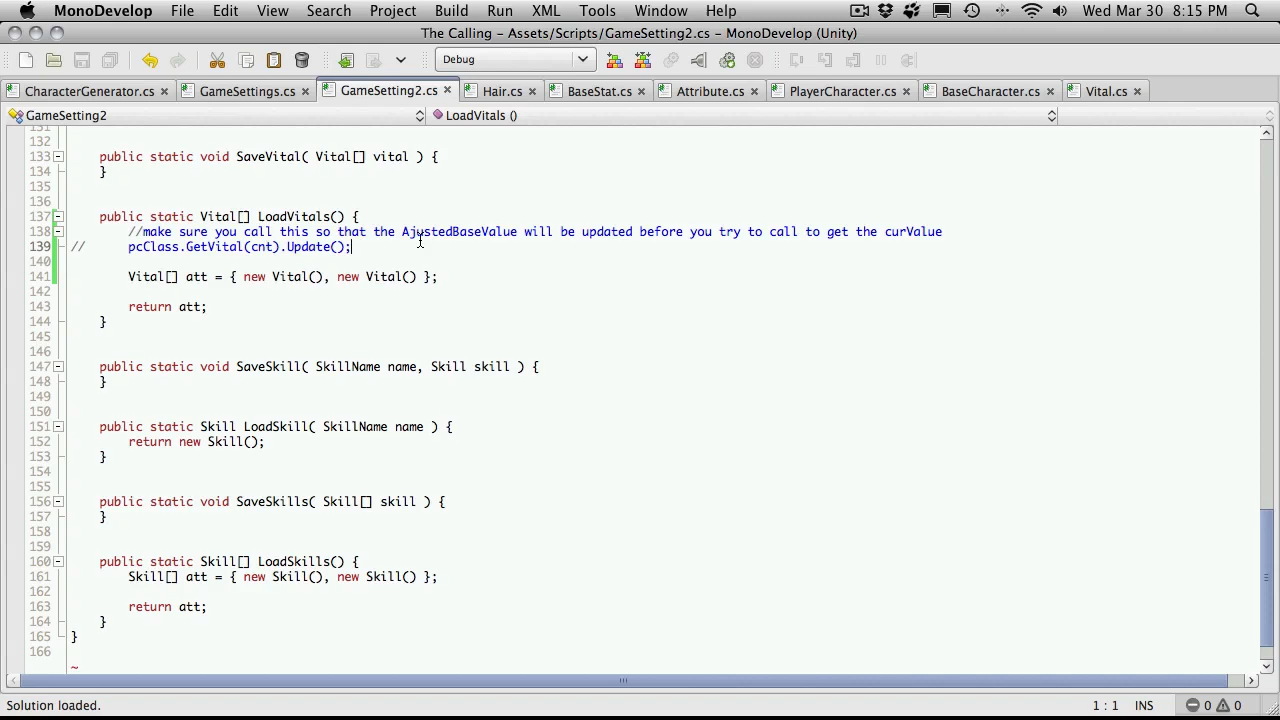 MonoDevelop File Edit View Search Project Build Run XML Tools Window Help Wed Mar 30 8:15 PM
The Calling - Assets/Scripts/GameSetting2.cs - MonoDevelop (Unity)
Debug
CharacterGenerator.cs GameSettings.cs GameSetting2.cs Hair.cs BaseStat.cs Attribute.cs PlayerCharacter.cs BaseCharacter.cs Vital.cs
GameSetting2 LoadVitals ()
131
132
133 public static void SaveVital( Vital[] vital ) {
134 }
135
136
137 public static Vital[] LoadVitals() {
138 //make sure you call this so that the AjustedBaseValue will be updated before you try to call to get the curValue
139 // pcClass.GetVital(cnt).Update();
140
141 Vital[] att = { new Vital(), new Vital() };
142
143 return att;
144 }
145
146
147 public static void SaveSkill( SkillName name, Skill skill ) {
148 }
149
150
151 public static Skill LoadSkill( SkillName name ) {
152 return new Skill();
153 }
154
155
156 public static void SaveSkills( Skill[] skill ) {
157 }
158
159
160 public static Skill[] LoadSkills() {
161 Skill[] att = { new Skill(), new Skill() };
162
163 return att;
164 }
165 }
166
~
Solution loaded. 1 : 1 INS 0 0